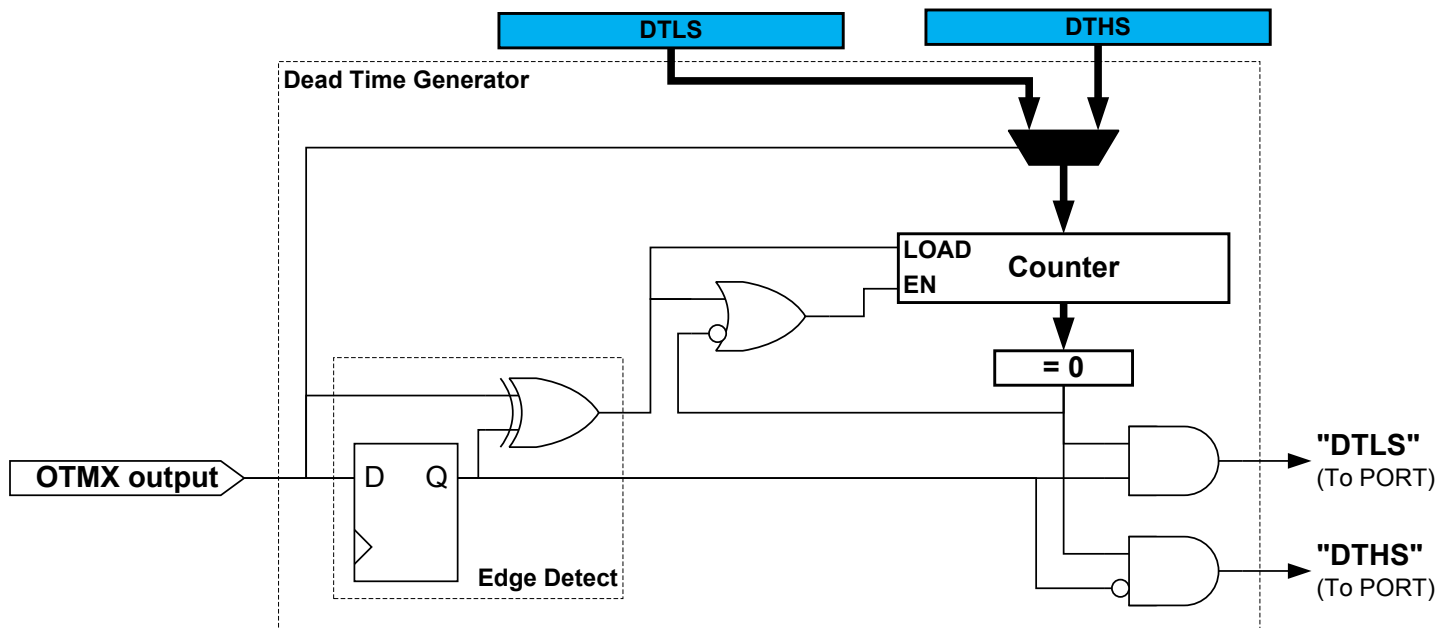 DTLS
DTHS
Dead Time Generator
LOAD
Counter
EN
= 0
OTMX output
D
Q
Edge Detect
"DTLS"
(To PORT)
"DTHS"
(To PORT)